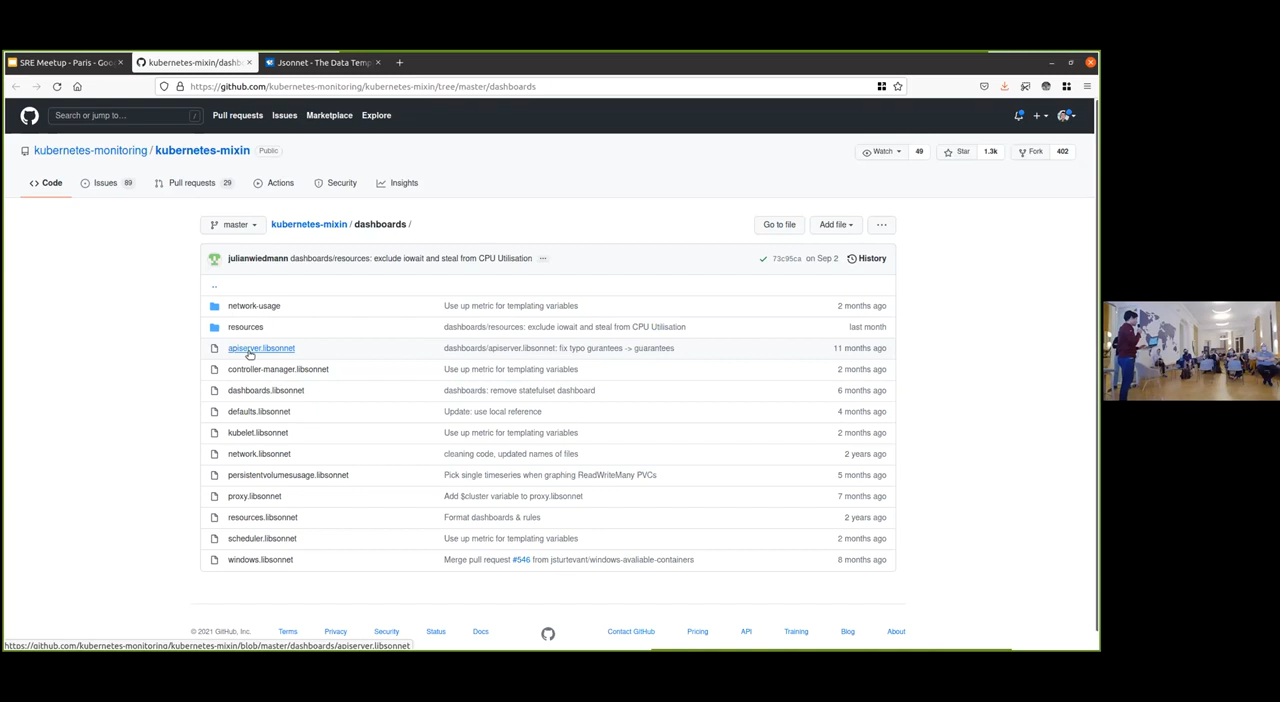 SRE Meetup - Paris - Goo
kubernetes-mixin/dashb
Jsonnet - The Data Temp
https://github.com/kubernetes-monitoring/kubernetes-mixin/tree/master/dashboards
Search or jump to…
/
Pull requests
Issues
Marketplace
Explore
kubernetes-monitoring / kubernetes-mixin
Public
Watch
49
Star
1.3k
Fork
402
<> Code
Issues 89
Pull requests 29
Actions
Security
Insights
master
kubernetes-mixin / dashboards /
Go to file
Add file
...
julianwiedmann dashboards/resources: exclude iowait and steal from CPU Utilisation ...
73c95ca on Sep 2
History
..
network-usage Use up metric for templating variables 2 months ago
resources dashboards/resources: exclude iowait and steal from CPU Utilisation last month
apiserver.libsonnet dashboards/apiserver.libsonnet: fix typo gurantees -> guarantees 11 months ago
controller-manager.libsonnet Use up metric for templating variables 2 months ago
dashboards.libsonnet dashboards: remove statefulset dashboard 6 months ago
defaults.libsonnet Update: use local reference 4 months ago
kubelet.libsonnet Use up metric for templating variables 2 months ago
network.libsonnet cleaning code, updated names of files 2 years ago
persistentvolumesusage.libsonnet Pick single timeseries when graphing ReadWriteMany PVCs 5 months ago
proxy.libsonnet Add $cluster variable to proxy.libsonnet 7 months ago
resources.libsonnet Format dashboards & rules 2 years ago
scheduler.libsonnet Use up metric for templating variables 2 months ago
windows.libsonnet Merge pull request #546 from jsturtevant/windows-avaliable-containers 8 months ago
© 2021 GitHub, Inc.
Terms
Privacy
Security
Status
Docs
Contact GitHub
Pricing
API
Training
Blog
About
https://github.com/kubernetes-monitoring/kubernetes-mixin/blob/master/dashboards/apiserver.libsonnet